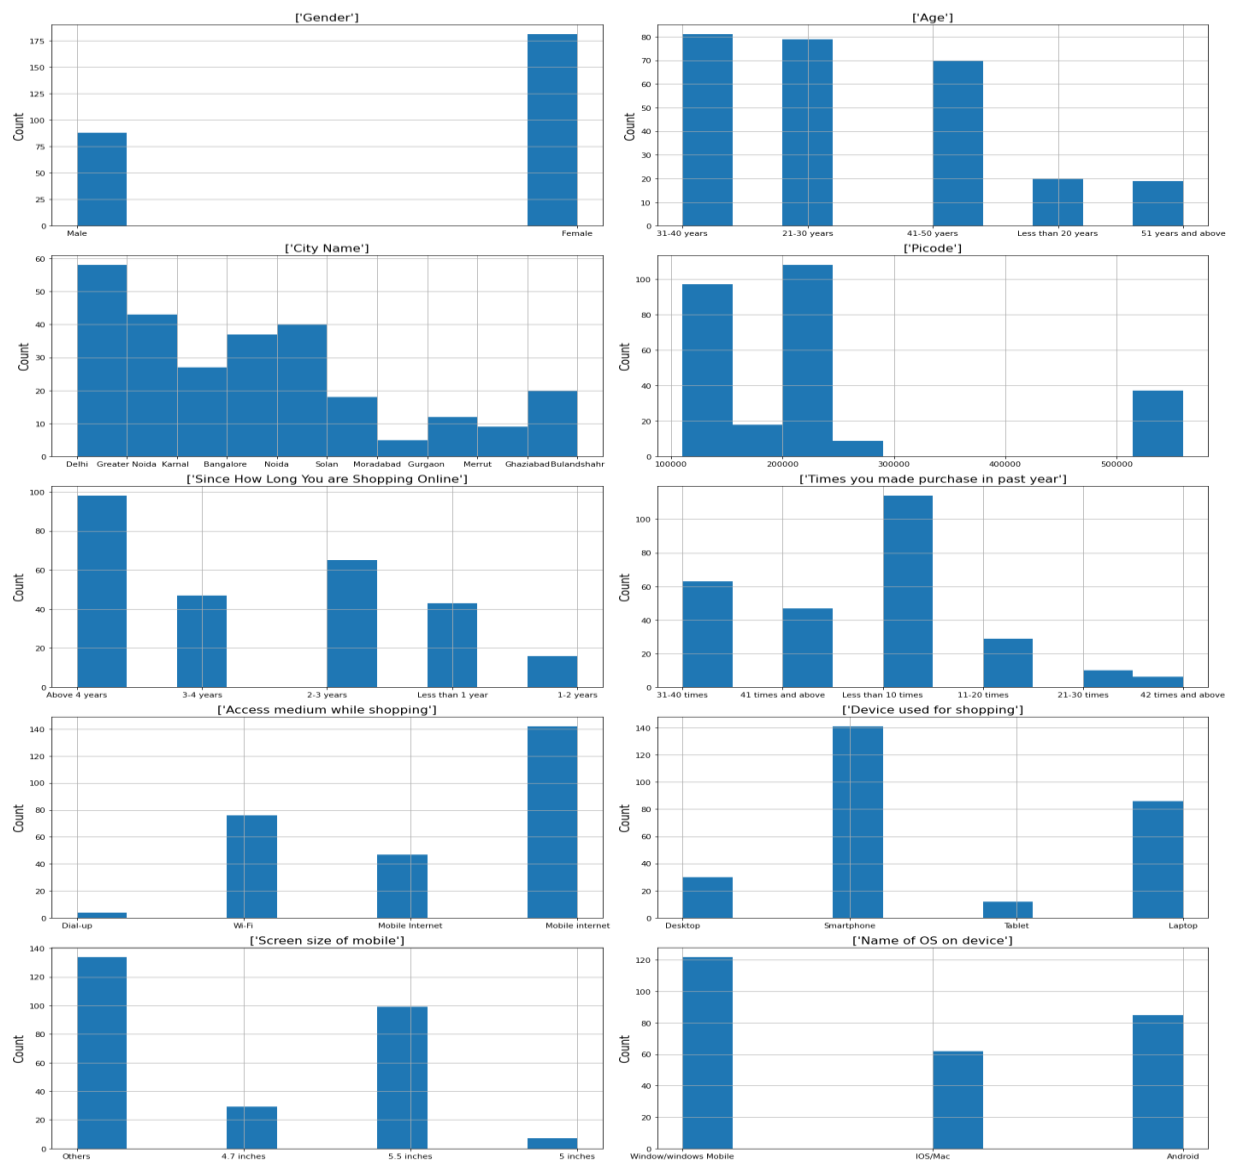 ['Gender']
175
150
125
100
75
50
25
0
Count
Male Female
['Age']
80
70
60
50
40
30
20
10
0
Count
31-40 years 21-30 years 41-50 yaers Less than 20 years 51 years and above
['City Name']
60
50
40
30
20
10
0
Count
Delhi Greater Noida Karnal Bangalore Noida Solan Moradabad Gurgaon Merrut Ghaziabad Bulandshahr
['Picode']
100
80
60
40
20
0
Count
100000 200000 300000 400000 500000
['Since How Long You are Shopping Online']
100
80
60
40
20
0
Count
Above 4 years 3-4 years 2-3 years Less than 1 year 1-2 years
['Times you made purchase in past year']
100
80
60
40
20
0
Count
31-40 times 41 times and above Less than 10 times 11-20 times 21-30 times 42 times and above
['Access medium while shopping']
140
120
100
80
60
40
20
0
Count
Dial-up Wi-Fi Mobile Internet Mobile internet
['Device used for shopping']
140
120
100
80
60
40
20
0
Count
Desktop Smartphone Tablet Laptop
['Screen size of mobile']
140
120
100
80
60
40
20
0
Count
Others 4.7 inches 5.5 inches 5 inches
['Name of OS on device']
120
100
80
60
40
20
0
Count
Window/windows Mobile IOS/Mac Android